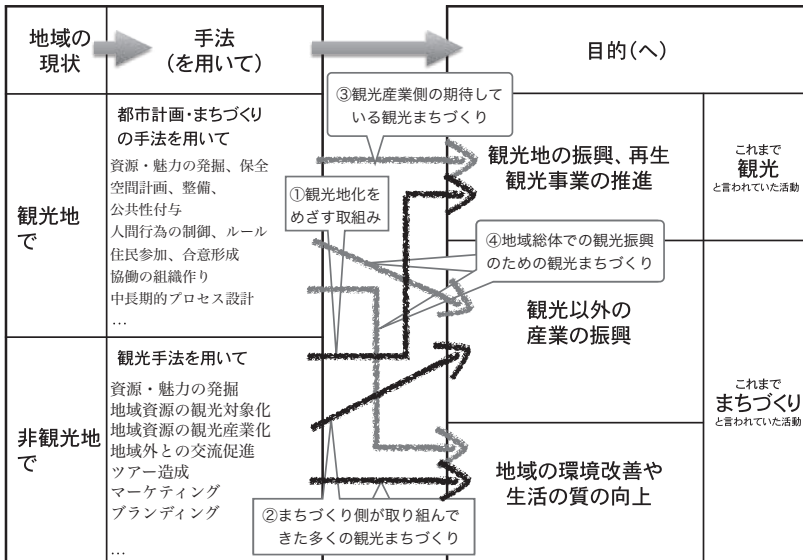 地域の
現状
手法
(を用いて)
目的(へ)
観光地
で
都市計画・まちづくり
の手法を用いて
資源・魅力の発掘、保全
空間計画、整備、
公共性付与
人間行為の制御、ルール
住民参加、合意形成
協働の組織作り
中長期的プロセス設計
…
非観光地
で
観光手法を用いて
資源・魅力の発掘
地域資源の観光対象化
地域資源の観光産業化
地域外との交流促進
ツアー造成
マーケティング
ブランディング
…
③観光産業側の期待して
いる観光まちづくり
①観光地化を
めざす取組み
④地域総体での観光振興
のための観光まちづくり
②まちづくり側が取り組んで
きた多くの観光まちづくり
観光地の振興、再生
観光事業の推進
観光以外の
産業の振興
地域の環境改善や
生活の質の向上
これまで
観光
と言われていた活動
これまで
まちづくり
と言われていた活動